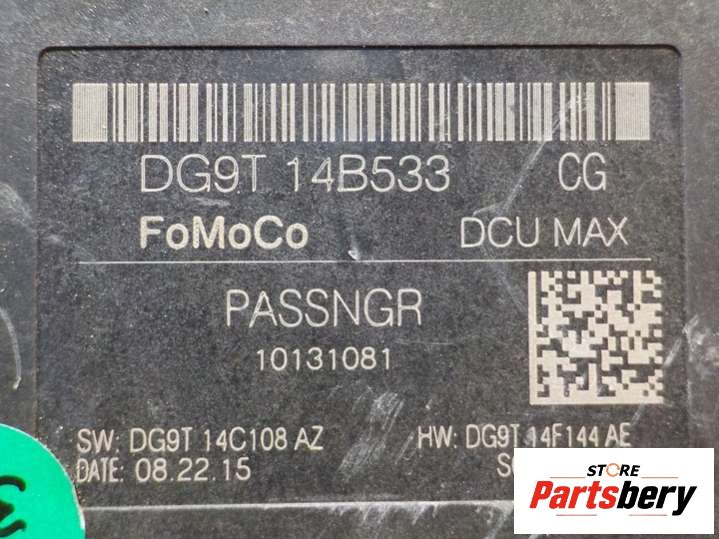 DG9T 14B533 CG
FoMoCo DCU MAX
PASSNGR
10131081
SW: DG9T 14C108 AZ HW: DG9T 14F144 AE
DATE: 08.22.15
STORE
Partsbery